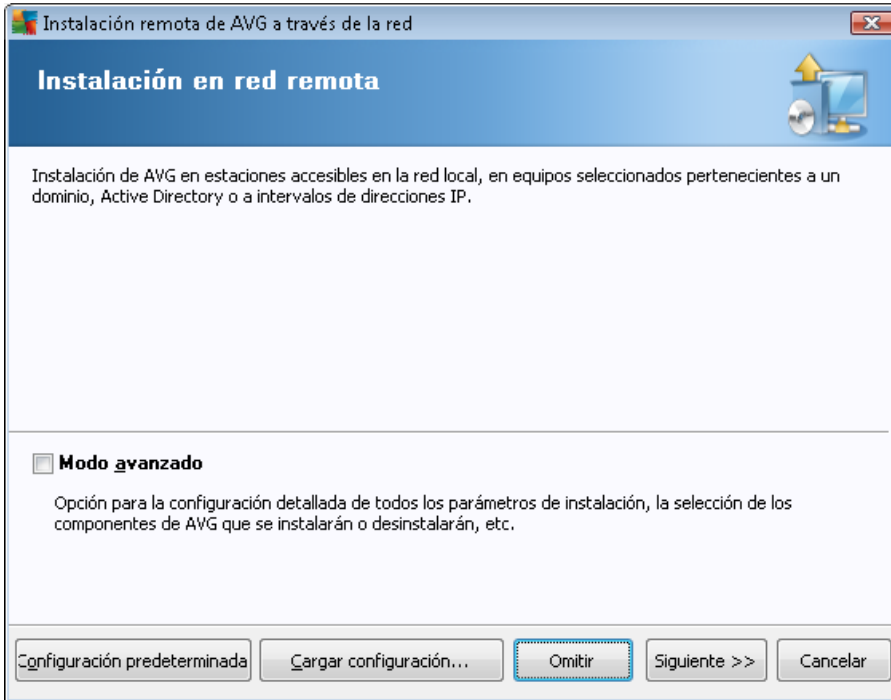 Instalación remota de AVG a través de la red
Instalación en red remota
Instalación de AVG en estaciones accesibles en la red local, en equipos seleccionados pertenecientes a un
dominio, Active Directory o a intervalos de direcciones IP.
Modo avanzado
Opción para la configuración detallada de todos los parámetros de instalación, la selección de los
componentes de AVG que se instalarán o desinstalarán, etc.
Configuración predeterminada Cargar configuración... Omitir Siguiente >> Cancelar